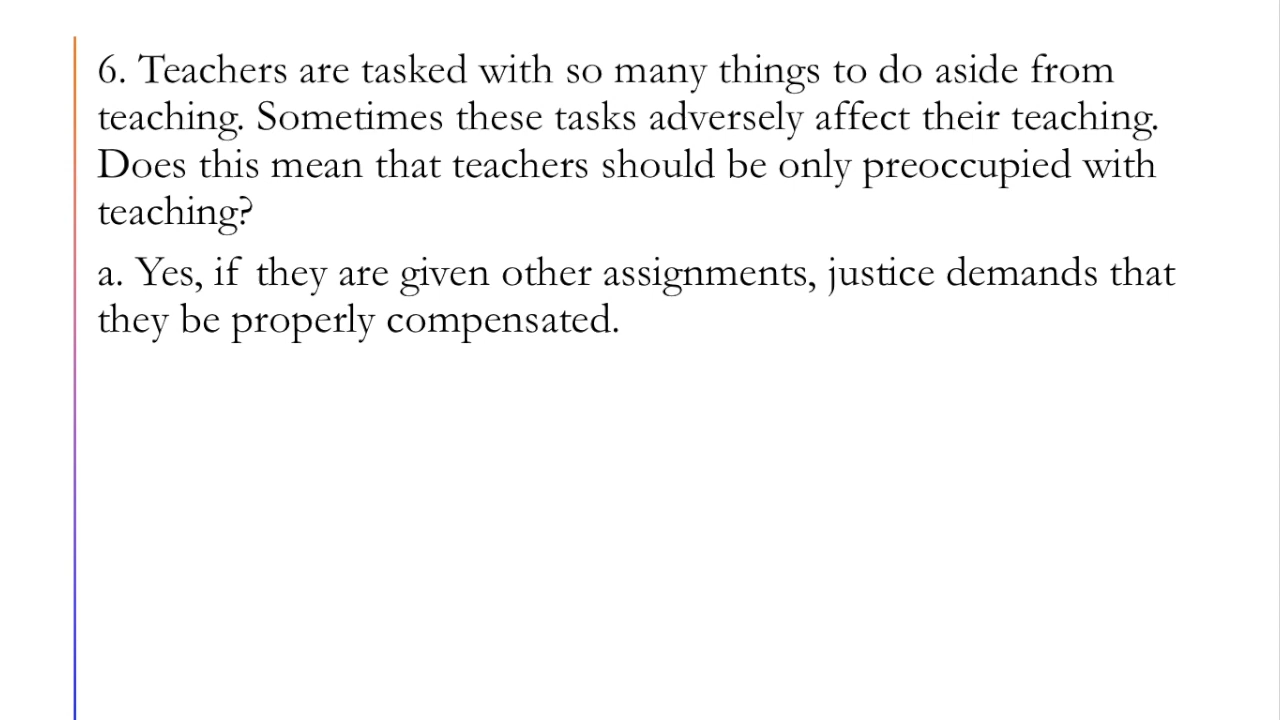 6. Teachers are tasked with so many things to do aside from
teaching. Sometimes these tasks adversely affect their teaching.
Does this mean that teachers should be only preoccupied with
teaching?
a. Yes, if they are given other assignments, justice demands that
they be properly compensated.